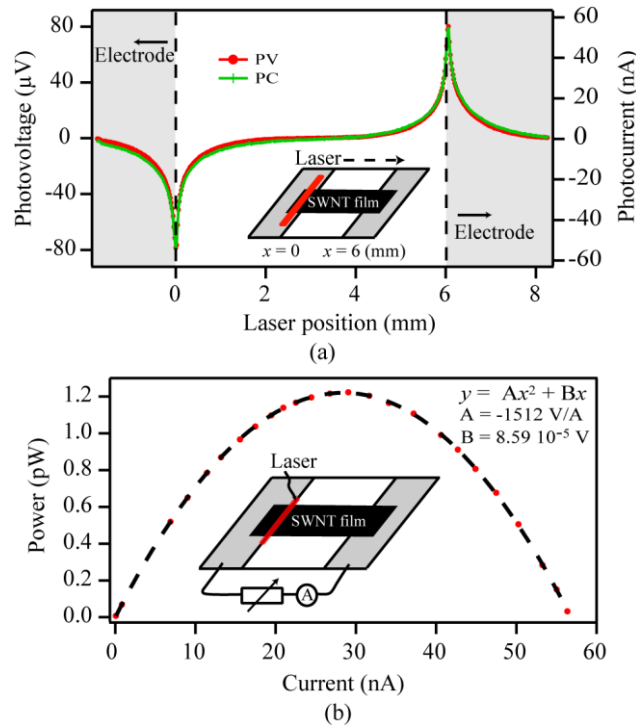 80
40
0
-40
-80
Photovoltage (µV)
60
40
20
0
-20
-40
-60
Photocurrent (nA)
Electrode
PV
PC
Laser
SWNT film
x = 0 x = 6 (mm)
Electrode
0 2 4 6 8
Laser position (mm)
(a)
1.2
1.0
0.8
0.6
0.4
0.2
0.0
Power (pW)
y = Ax² + Bx
A = -1512 V/A
B = 8.59 10⁻⁵ V
Laser
SWNT film
A
0 10 20 30 40 50 60
Current (nA)
(b)